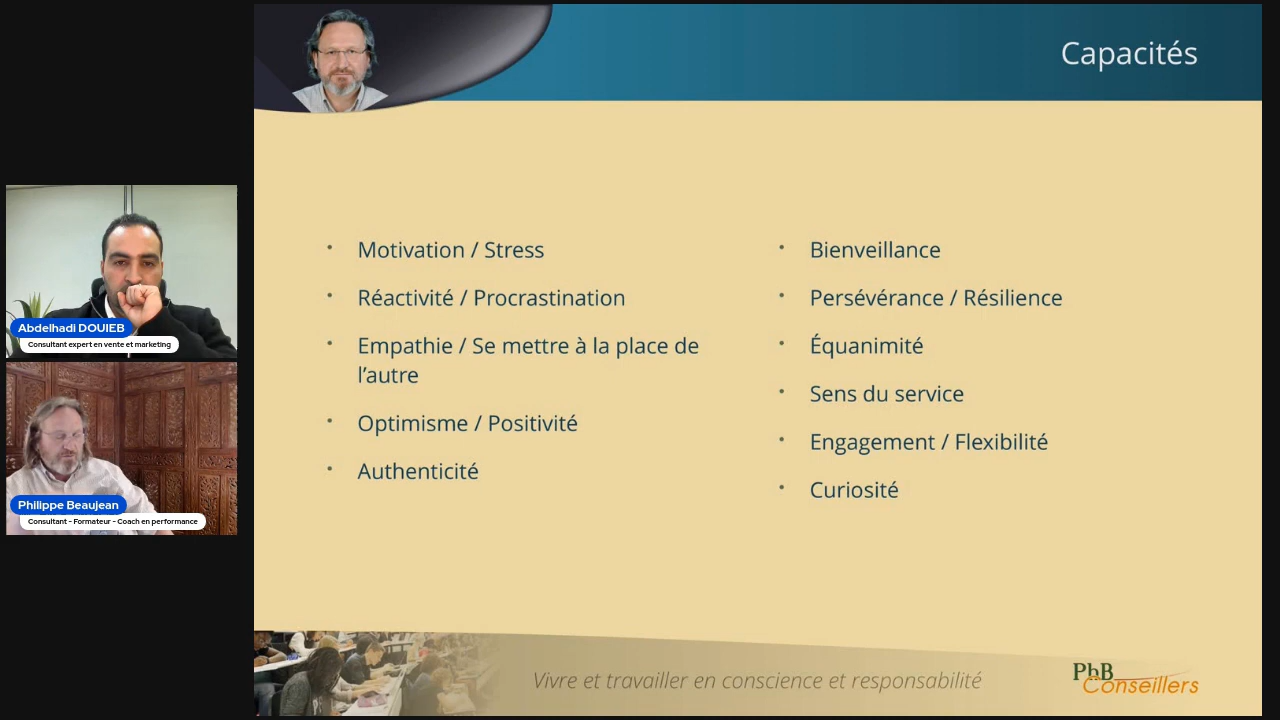 Capacités
Abdelhadi DOUIEB
Consultant expert en vente et marketing
Philippe Beaujean
Consultant - Formateur - Coach en performance
• Motivation / Stress
• Réactivité / Procrastination
• Empathie / Se mettre à la place de
l’autre
• Optimisme / Positivité
• Authenticité
• Bienveillance
• Persévérance / Résilience
• Équanimité
• Sens du service
• Engagement / Flexibilité
• Curiosité
Vivre et travailler en conscience et responsabilité
PhB
Conseillers